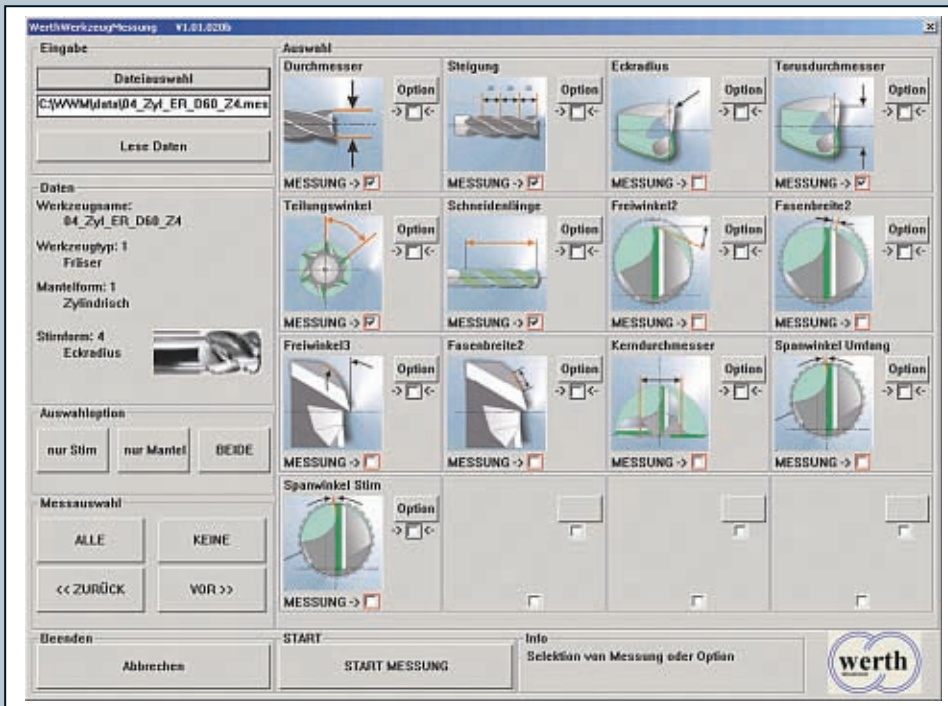 WerthWerkzeugMessung V1.01.020b
Eingabe
Dateiauswahl
C:\WWM\data\04_Zyl_ER_D60_Z4.mes
Lese Daten
Daten
Werkzeugname:
04_Zyl_ER_D60_Z4
Werkzeugtyp: 1
Fräser
Mantelform: 1
Zylindrisch
Stirnform: 4
Eckradius
Auswahloption
nur Stirn nur Mantel BEIDE
Messauswahl
ALLE KEINE
<< ZURÜCK VOR >>
Beenden
Abbrechen
Auswahl
Durchmesser Steigung Eckradius Torusdurchmesser
Option Option Option Option
-> <- -> <- -> <- -> <-
MESSUNG -> MESSUNG -> MESSUNG -> MESSUNG ->
Teilungswinkel Schneidenlänge Freiwinkel2 Fasenbreite2
Option Option Option Option
-> <- -> <- -> <- -> <-
MESSUNG -> MESSUNG -> MESSUNG -> MESSUNG ->
Freiwinkel3 Fasenbreite2 Kerndurchmesser Spanwinkel Umfang
Option Option Option Option
-> <- -> <- -> <- -> <-
MESSUNG -> MESSUNG -> MESSUNG -> MESSUNG ->
Spanwinkel Stirn
Option
-> <-
MESSUNG ->
START
START MESSUNG
Info
Selektion von Messung oder Option
werth